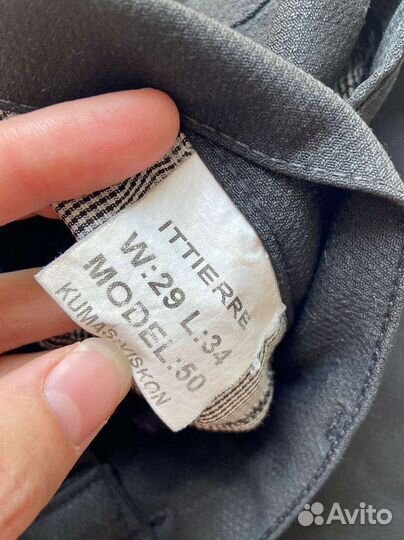 ITTIERRE
W:29 L:34
MODEL:50
KUMAS:VISKON
Avito